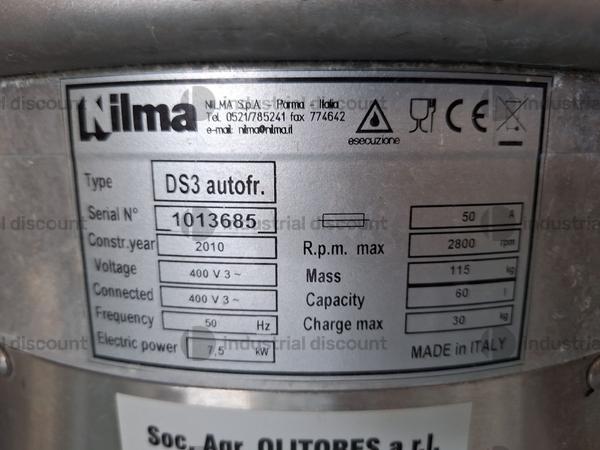 Nilma
NILMA S.p.A. Parma - Italia
Tel. 0521/785241 fax 774642
e-mail: nilma@nilma.it
esecuzione
CE
Type DS3 autofr.
Serial N° 1013685
Constr.year 2010
Voltage 400 V 3~
Connected 400 V 3~
Frequency 50 Hz
Electric power 7,5 kW
50 A
R.p.m. max 2800 rpm
Mass 115 kg
Capacity 60 l
Charge max 30 kg
MADE in ITALY
Soc. Agr. OLITORES a r.l.
industrial discount